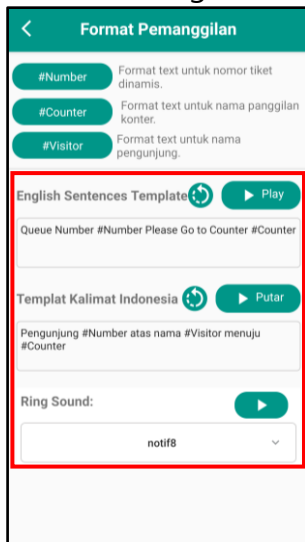 Format Pemanggilan
#Number
Format text untuk nomor tiket
dinamis.
#Counter
Format text untuk nama panggilan
konter.
#Visitor
Format text untuk nama
pengunjung.
English Sentences Template
Play
Queue Number #Number Please Go to Counter #Counter
Templat Kalimat Indonesia
Putar
Pengunjung #Number atas nama #Visitor menuju
#Counter
Ring Sound:
notif8